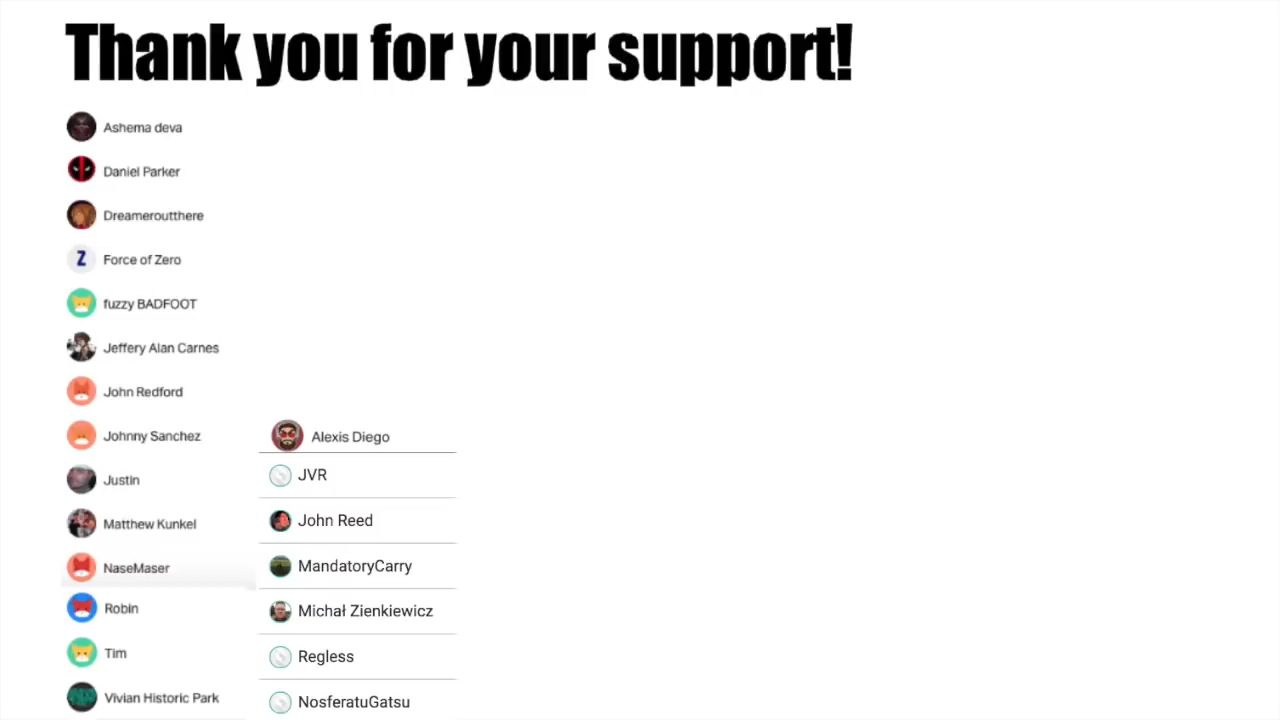 Thank you for your support!
Ashema deva
Daniel Parker
Dreameroutthere
Force of Zero
fuzzy BADFOOT
Jeffery Alan Carnes
John Redford
Johnny Sanchez
Justin
Matthew Kunkel
NaseMaser
Robin
Tim
Vivian Historic Park
Alexis Diego
JVR
John Reed
MandatoryCarry
Michał Zienkiewicz
Regless
NosferatuGatsu
Z